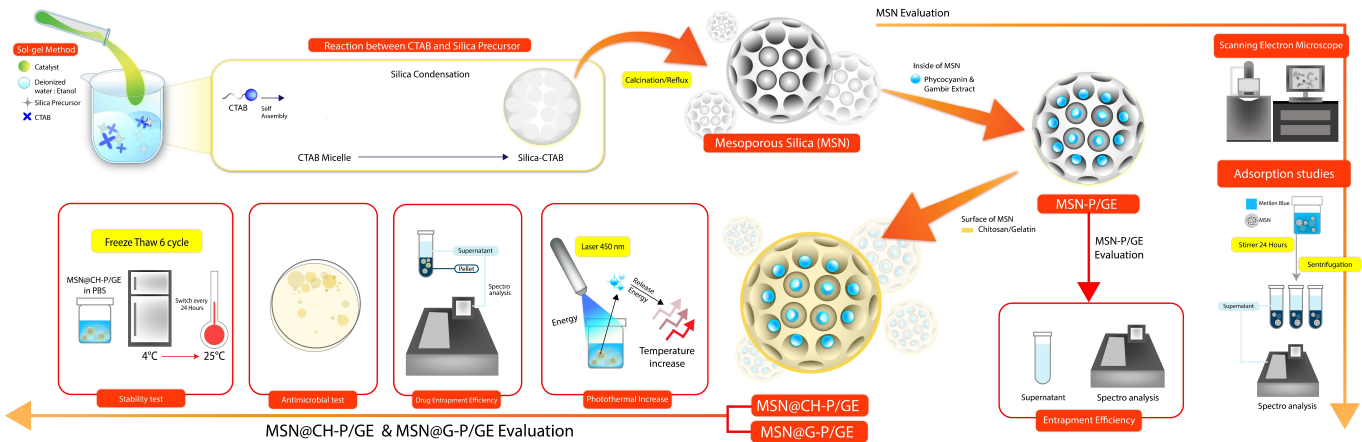 Sol-gel Method
Catalyst
Deionized
water : Etanol
Silica Precursor
CTAB
Reaction between CTAB and Silica Precursor
Silica Condensation
CTAB
Self
Assembly
CTAB Micelle
Silica-CTAB
Calcination/Reflux
Mesoporous Silica (MSN)
MSN Evaluation
Inside of MSN
Phycocyanin &
Gambir Extract
MSN-P/GE
Scanning Electron Microscope
Adsorption studies
Metilen Blue
MSN
Stirrer 24 Hours
Sentrifugation
Supernatant
Spectro analysis
MSN-P/GE
Evaluation
Supernatant
Spectro analysis
Entrapment Efficiency
Surface of MSN
Chitosan/Gelatin
MSN@CH-P/GE
MSN@G-P/GE
Freeze Thaw 6 cycle
MSN@CH-P/GE
in PBS
Switch every
24 Hours
4°C
25°C
Stability test
Antimicrobial test
Supernatant
Pellet
Spectro
analysis
Drug Entrapment Efficiency
Laser 450 nm
Energy
Release
Energy
Temperature
increase
Photothermal Increase
MSN@CH-P/GE & MSN@G-P/GE Evaluation